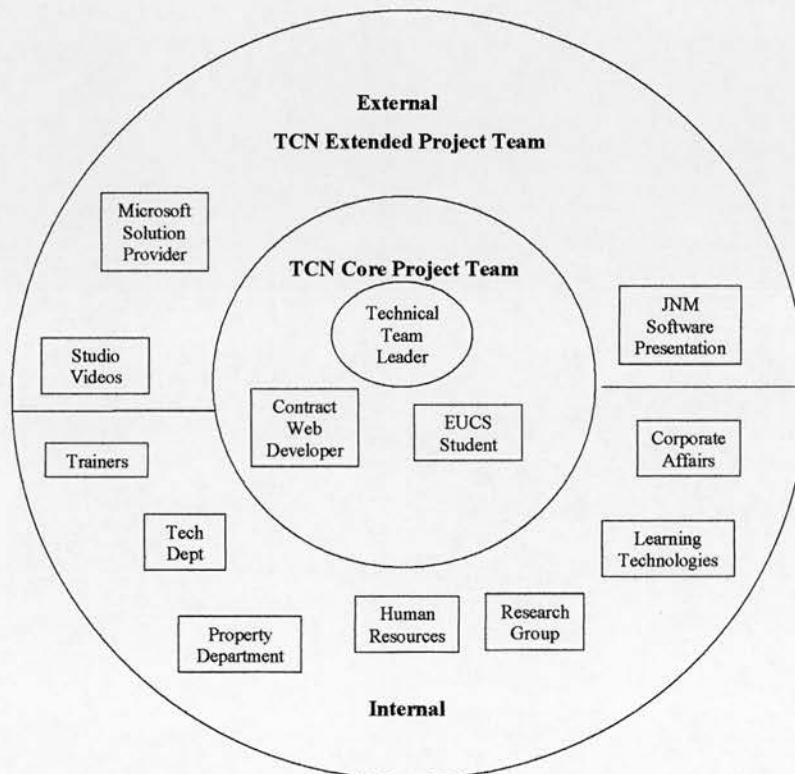 External
TCN Extended Project Team
Microsoft
Solution
Provider
TCN Core Project Team
Technical
Team
Leader
JNM
Software
Presentation
Studio
Videos
Contract
Web
Developer
EUCS
Student
Trainers
Corporate
Affairs
Tech
Dept
Learning
Technologies
Property
Department
Human
Resources
Research
Group
Internal